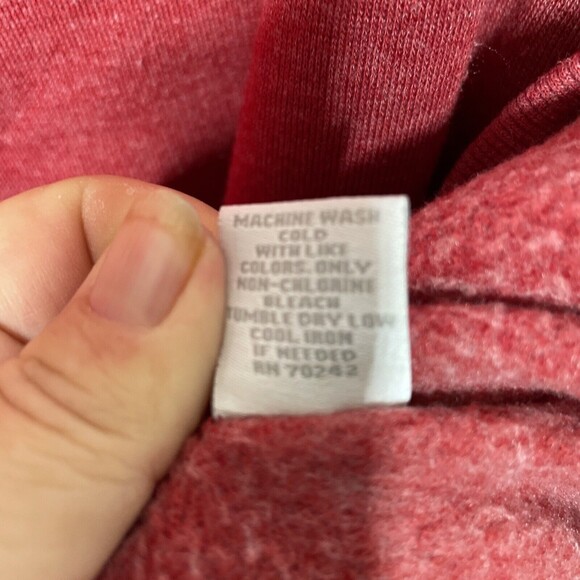 MACHINE WASH
COLD
WITH LIKE
COLORS. ONLY
NON-CHLORINE
BLEACH
TUMBLE DRY LOW
COOL IRON
IF NEEDED
RN 70242